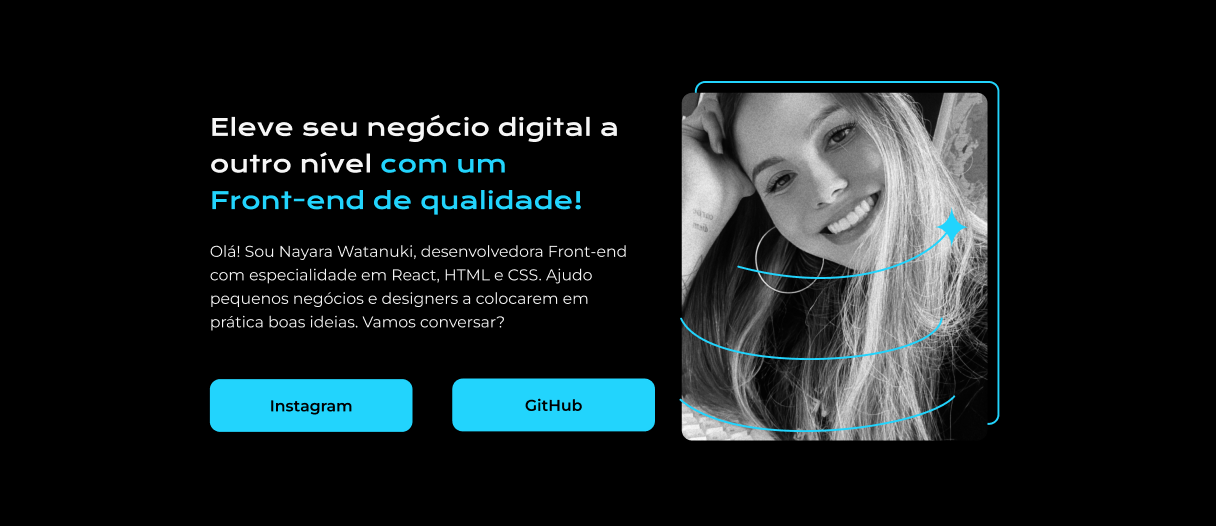 Eleve seu negócio digital a
outro nível com um
Front-end de qualidade!
Olá! Sou Nayara Watanuki, desenvolvedora Front-end
com especialidade em React, HTML e CSS. Ajudo
pequenos negócios e designers a colocarem em
prática boas ideias. Vamos conversar?
Instagram
GitHub